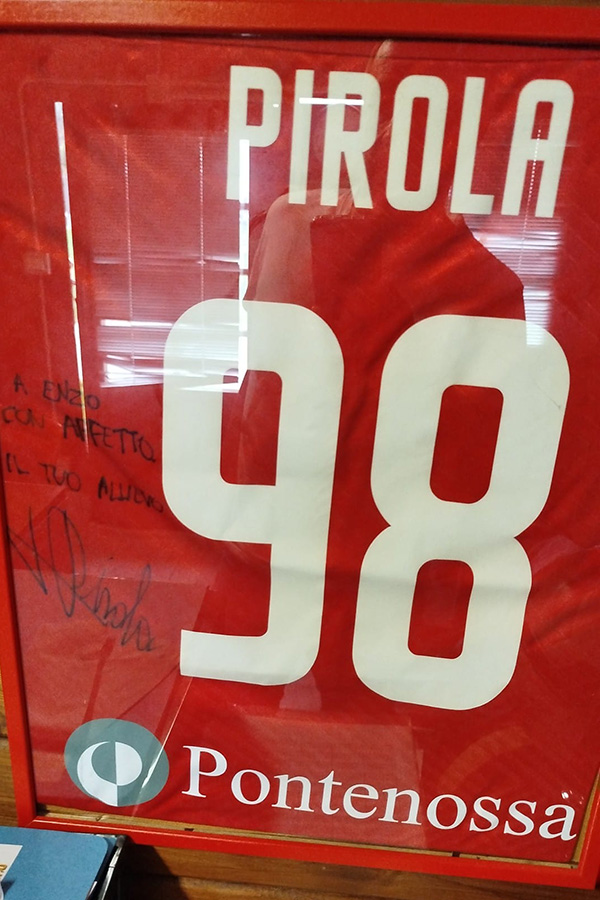 PIROLA
98
A ENZO
CON AFFETTO
IL TUO ALLIEVO
Pontenossa